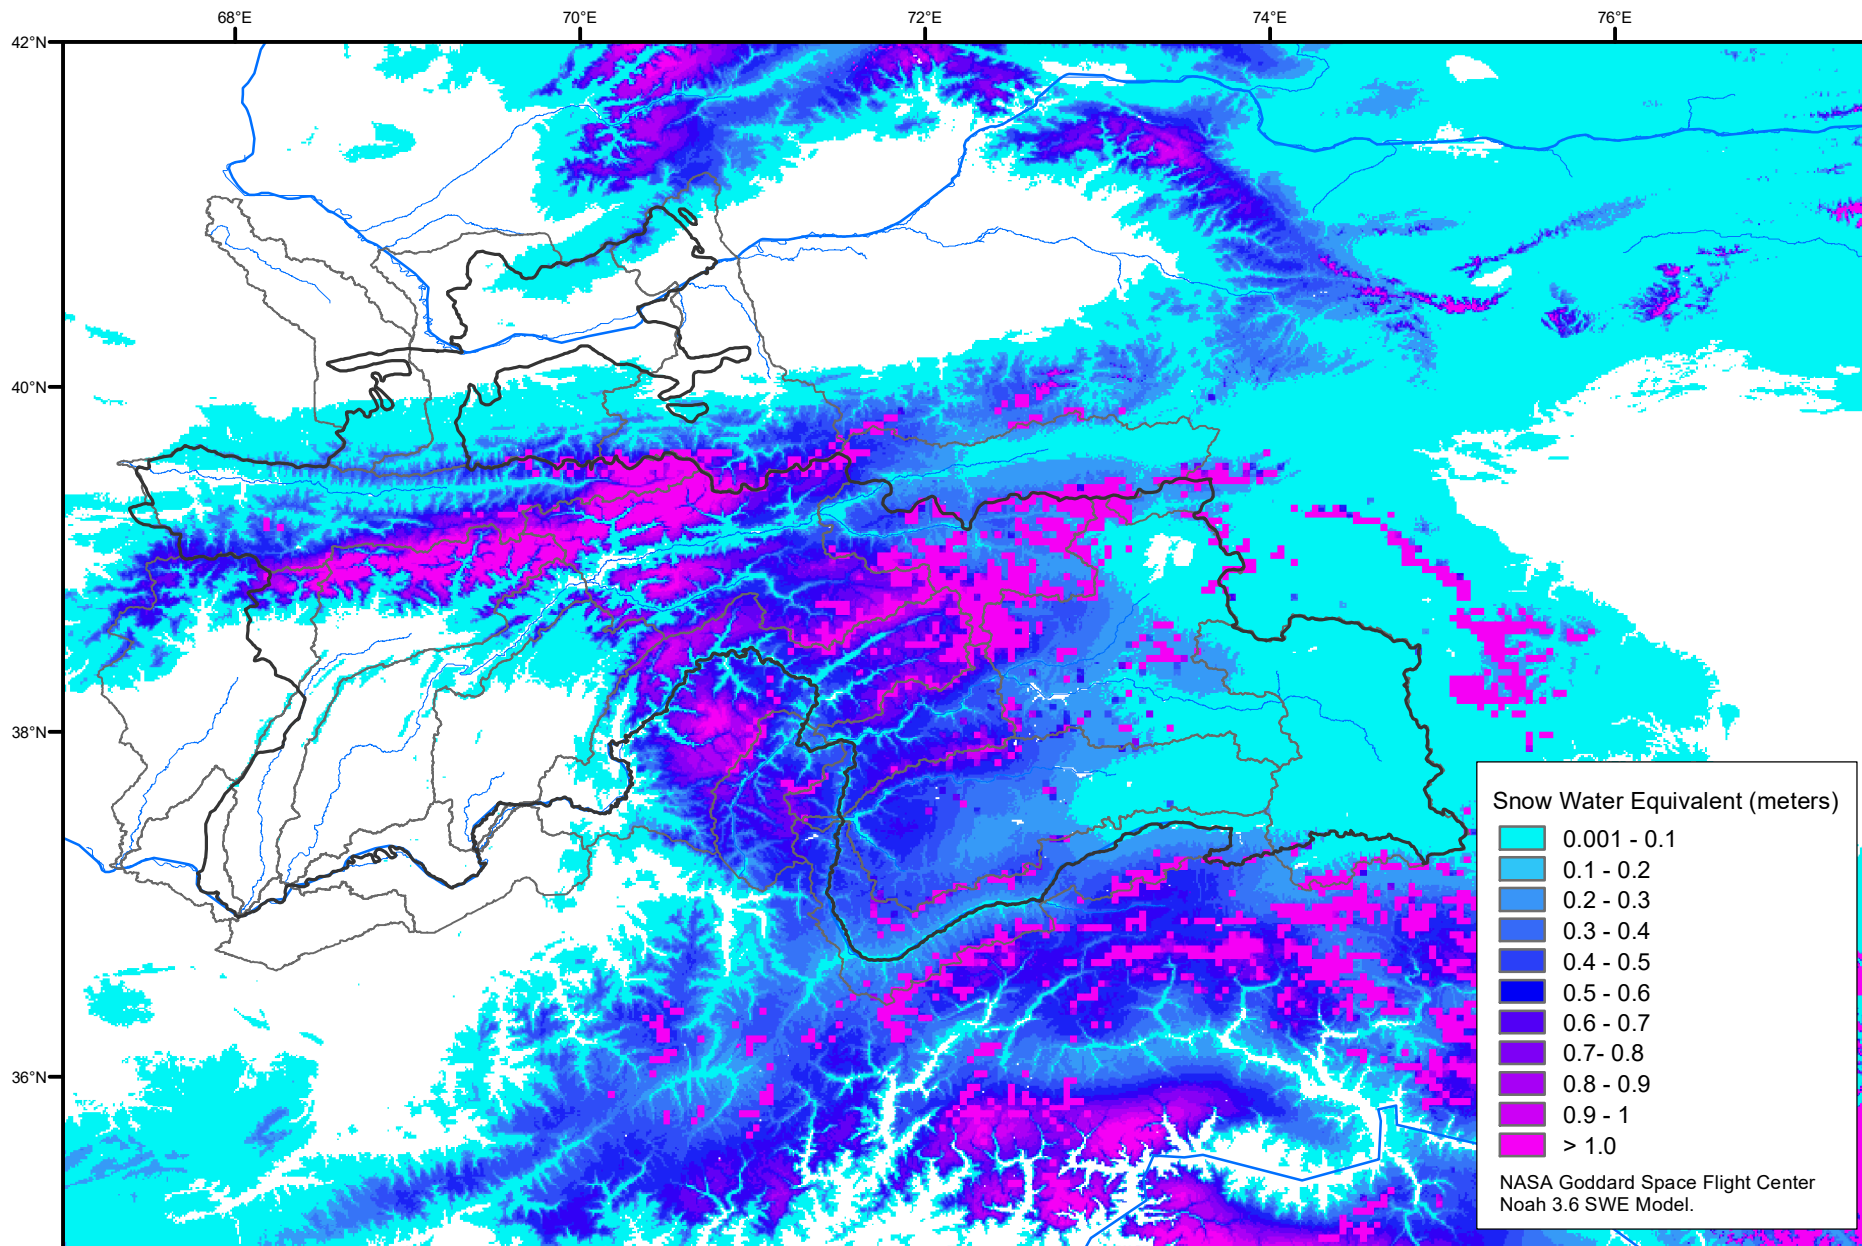 68°E 70°E 72°E 74°E 76°E
42°N
40°N
38°N
36°N
Snow Water Equivalent (meters)
0.001 - 0.1
0.1 - 0.2
0.2 - 0.3
0.3 - 0.4
0.4 - 0.5
0.5 - 0.6
0.6 - 0.7
0.7- 0.8
0.8 - 0.9
0.9 - 1
> 1.0
NASA Goddard Space Flight Center
Noah 3.6 SWE Model.